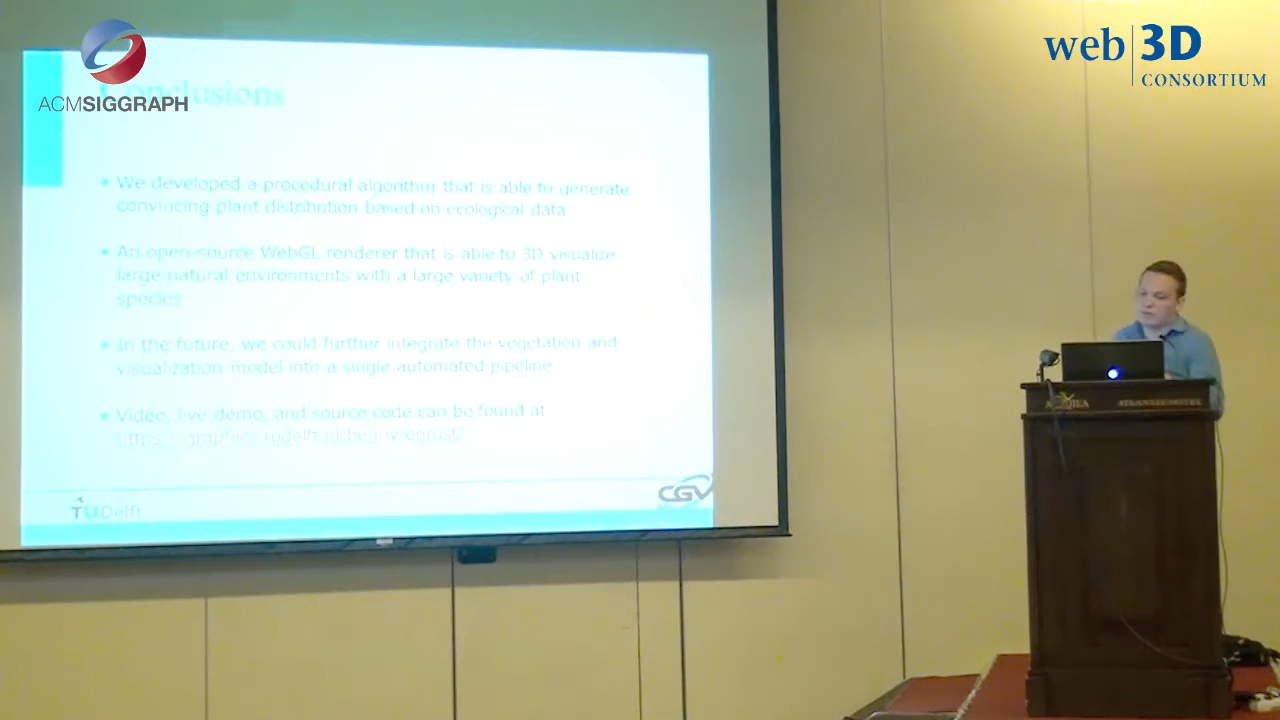 ACMSIGGRAPH
web 3D
CONSORTIUM
Conclusions
• We developed a procedural algorithm that is able to generate
convincing plant distribution based on ecological data
• An open-source WebGL renderer that is able to 3D visualize
large natural environments with a large variety of plant
species
• In the future, we could further integrate the vegetation and
visualization model into a single automated pipeline
• Video, live demo, and source code can be found at
TUDelft
CGV